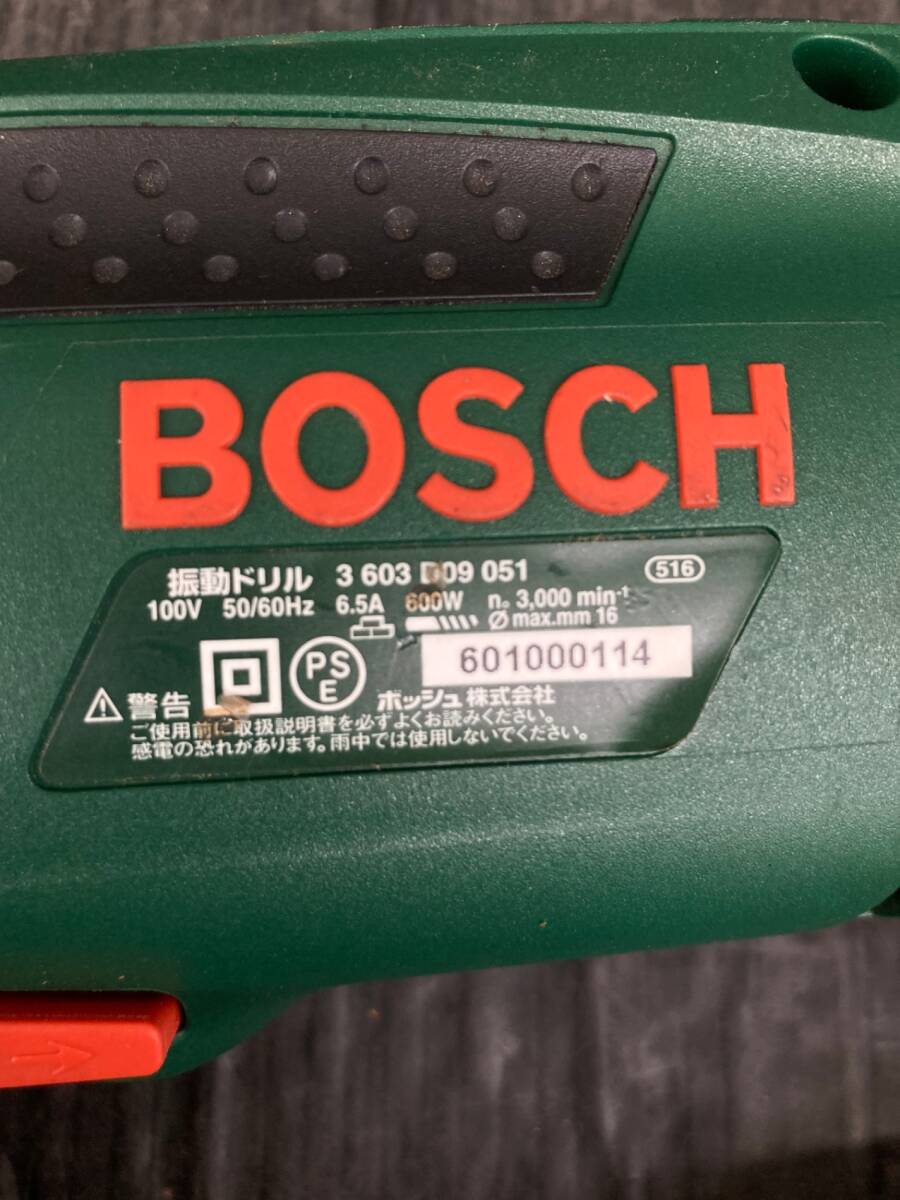 BOSCH
振動ドリル 3 603 D09 051 516
100V 50/60Hz 6.5A 600W n₀ 3,000 min⁻¹
Ø max.mm 16
601000114
PS
E
ボッシュ株式会社
⚠ 警告
ご使用前に取扱説明書を必ずよくお読みください。
感電の恐れがあります。雨中では使用しないでください。